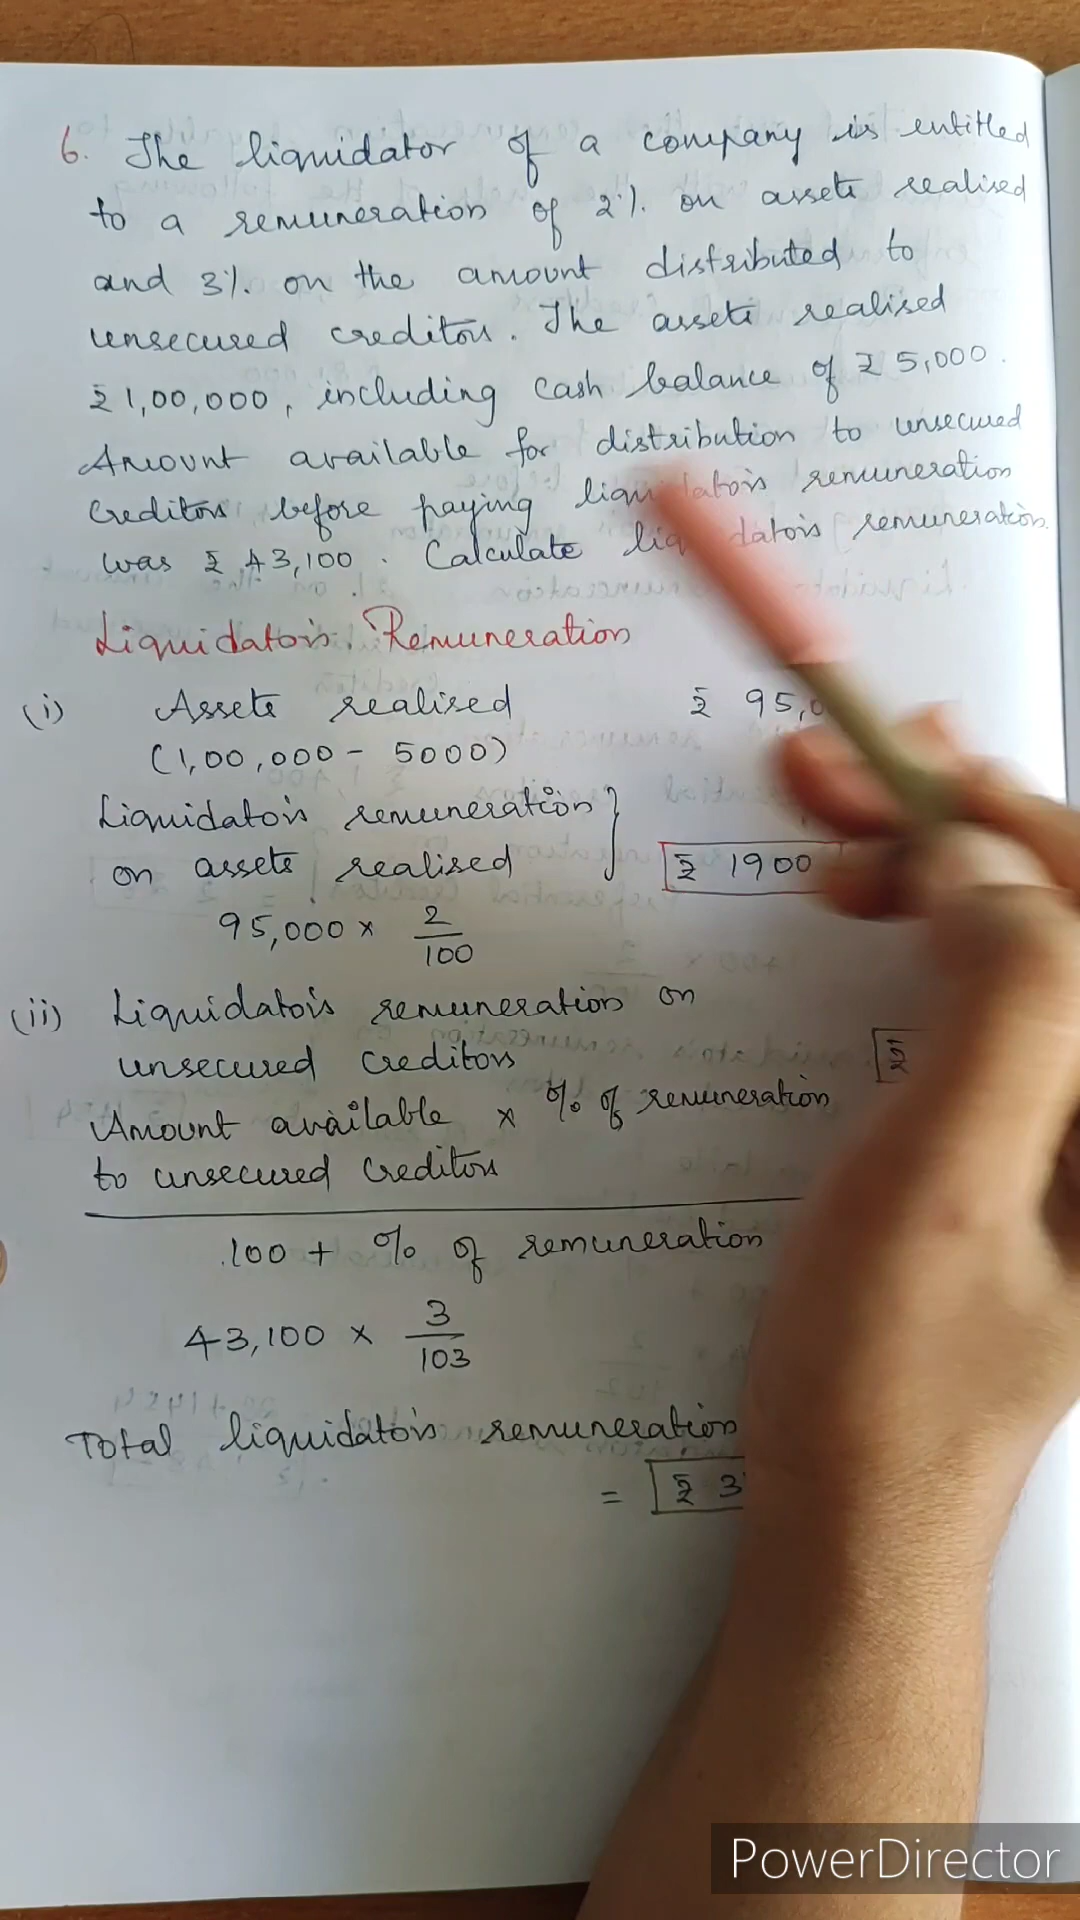 6. The liquidator of a company is entitled
to a remuneration of 2% on assets realised
and 3% on the amount distributed to
unsecured creditors. The assets realised
₹ 1,00,000, including cash balance of ₹ 5,000.
Amount available for distribution to unsecured
creditors before paying liquidator's remuneration
was ₹ 43,100. Calculate liquidator's remuneration.
Liquidator's Remuneration
(i) Assets realised ₹ 95,0
(1,00,000 - 5000)
Liquidator's remuneration }
on assets realised ₹ 1900
95,000 × 2/100
(ii) Liquidator's remuneration on
unsecured creditors ₹
Amount available × % of remuneration
to unsecured creditors
100 + % of remuneration
43,100 × 3/103
Total liquidator's remuneration
= ₹ 3
PowerDirector